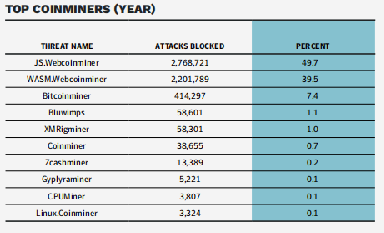 TOP COINMINERS (YEAR)
THREAT NAME ATTACKS BLOCKED PERCENT
JS.Webcoinminer 2,768,721 49.7
WASM.Webcoinminer 2,201,789 39.5
Bitcoinminer 414,297 7.4
Bluwimps 58,601 1.1
XMRigminer 58,301 1.0
Coinminer 38,655 0.7
Zcashminer 13,389 0.2
Gyplyraminer 5,221 0.1
CPUMiner 3,807 0.1
Linux.Coinminer 3,324 0.1